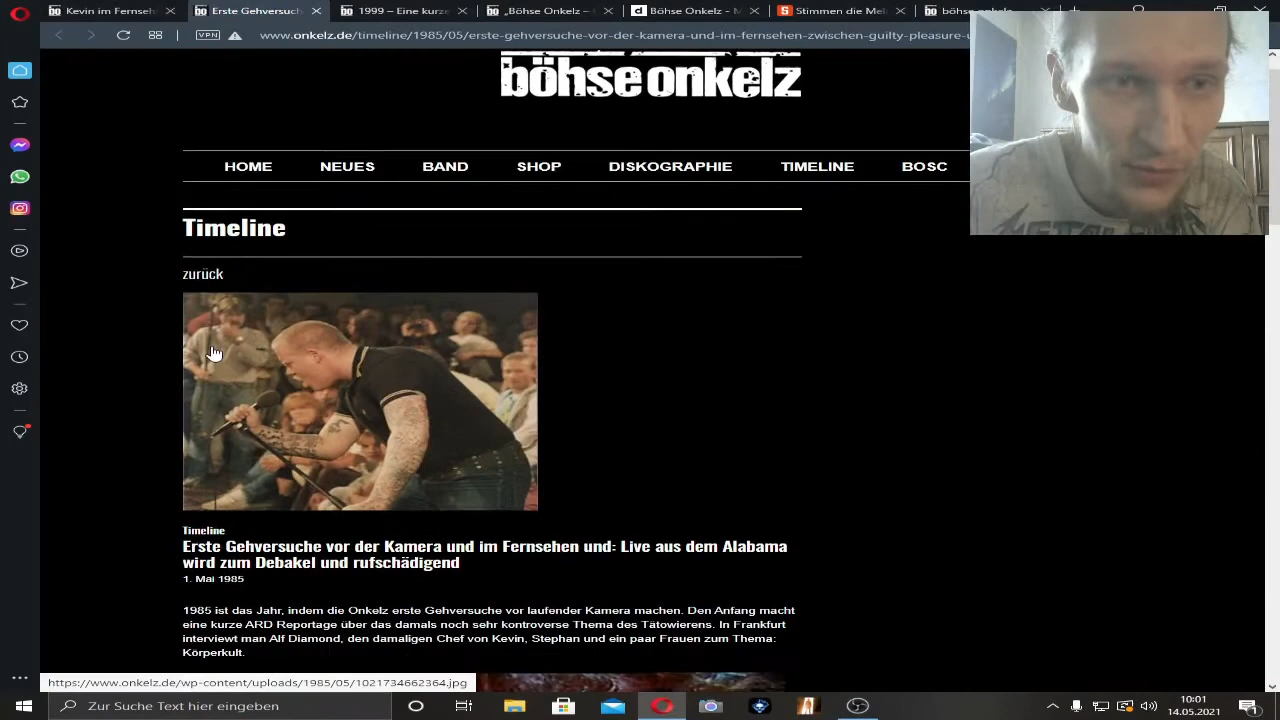 Kevin im Fernseh
Erste Gehversuch
1999 – Eine kurze
„Böhse Onkelz –
Böhse Onkelz - M
Stimmen die Mel
VPN
www.onkelz.de/timeline/1985/05/erste-gehversuche-vor-der-kamera-und-im-fernsehen-zwischen-guilty-pleasure-u
böhse onkelz
HOME NEUES BAND SHOP DISKOGRAPHIE TIMELINE BOSC
Timeline
zurück
Timeline
Erste Gehversuche vor der Kamera und im Fernsehen und: Live aus dem Alabama
wird zum Debakel und rufschädigend
1. Mai 1985
1985 ist das Jahr, indem die Onkelz erste Gehversuche vor laufender Kamera machen. Den Anfang macht
eine kurze ARD Reportage über das damals noch sehr kontroverse Thema des Tätowierens. In Frankfurt
interviewt man Alf Diamond, den damaligen Chef von Kevin, Stephan und ein paar Frauen zum Thema:
Körperkult.
https://www.onkelz.de/wp-content/uploads/1985/05/1021734662364.jpg
Zur Suche Text hier eingeben
10:01
14.05.2021